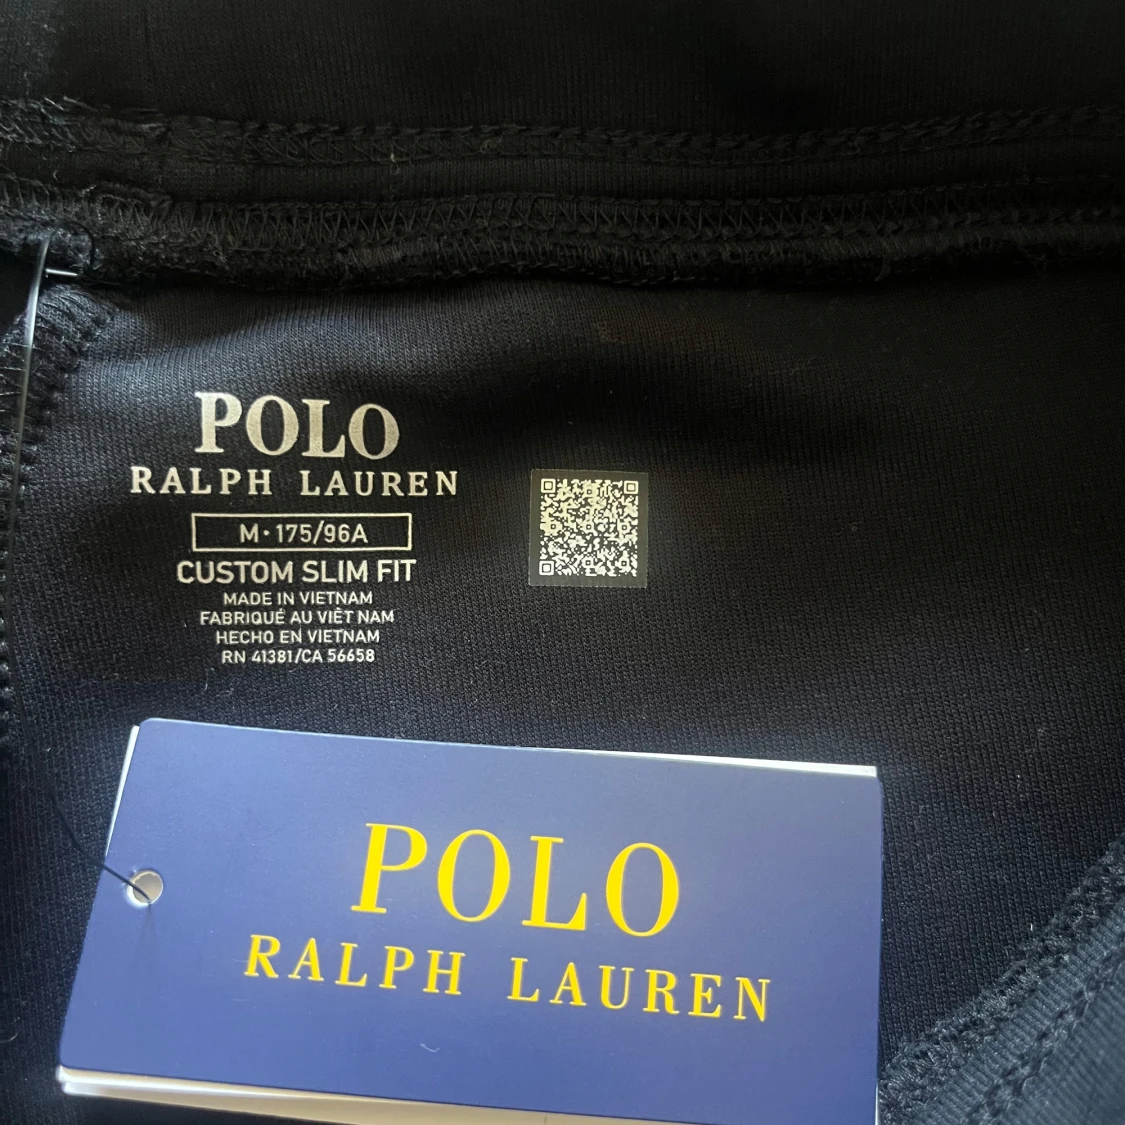 POLO
RALPH LAUREN
M•175/96A
CUSTOM SLIM FIT
MADE IN VIETNAM
FABRIQUÉ AU VIÊT NAM
HECHO EN VIETNAM
RN 41381/CA 56658
POLO
RALPH LAUREN